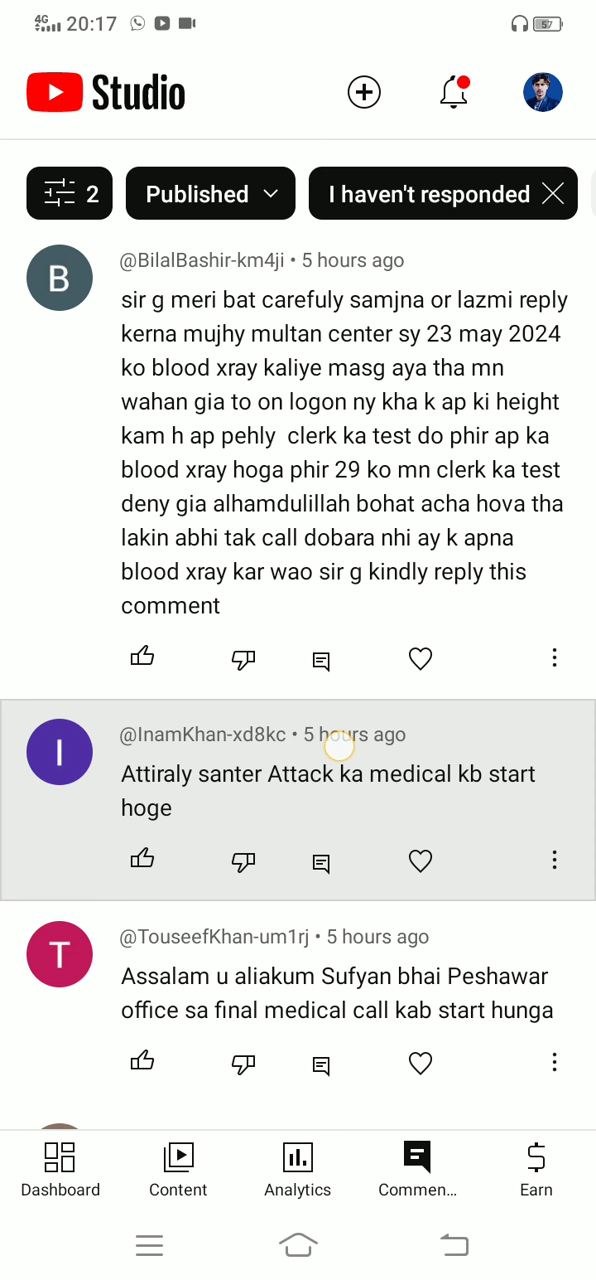 4G 20:17 57
Studio
2 Published I haven't responded
B
@BilalBashir-km4ji • 5 hours ago
sir g meri bat carefuly samjna or lazmi reply
kerna mujhy multan center sy 23 may 2024
ko blood xray kaliye masg aya tha mn
wahan gia to on logon ny kha k ap ki height
kam h ap pehly clerk ka test do phir ap ka
blood xray hoga phir 29 ko mn clerk ka test
deny gia alhamdulillah bohat acha hova tha
lakin abhi tak call dobara nhi ay k apna
blood xray kar wao sir g kindly reply this
comment
I
@InamKhan-xd8kc • 5 hours ago
Attiraly santer Attack ka medical kb start
hoge
T
@TouseefKhan-um1rj • 5 hours ago
Assalam u aliakum Sufyan bhai Peshawar
office sa final medical call kab start hunga
Dashboard Content Analytics Commen... Earn